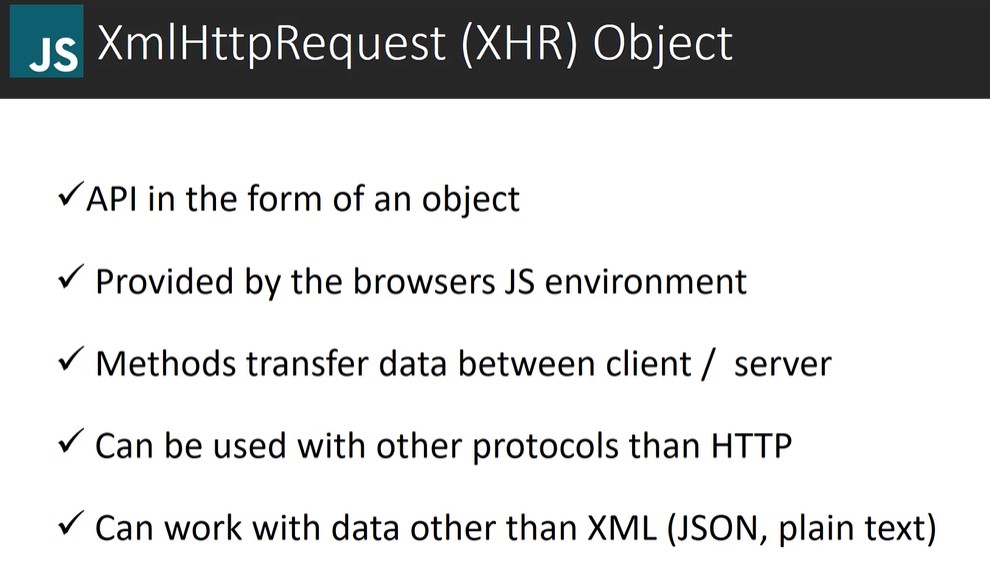 JS XmlHttpRequest (XHR) Object
✓API in the form of an object
✓ Provided by the browsers JS environment
✓ Methods transfer data between client / server
✓ Can be used with other protocols than HTTP
✓ Can work with data other than XML (JSON, plain text)